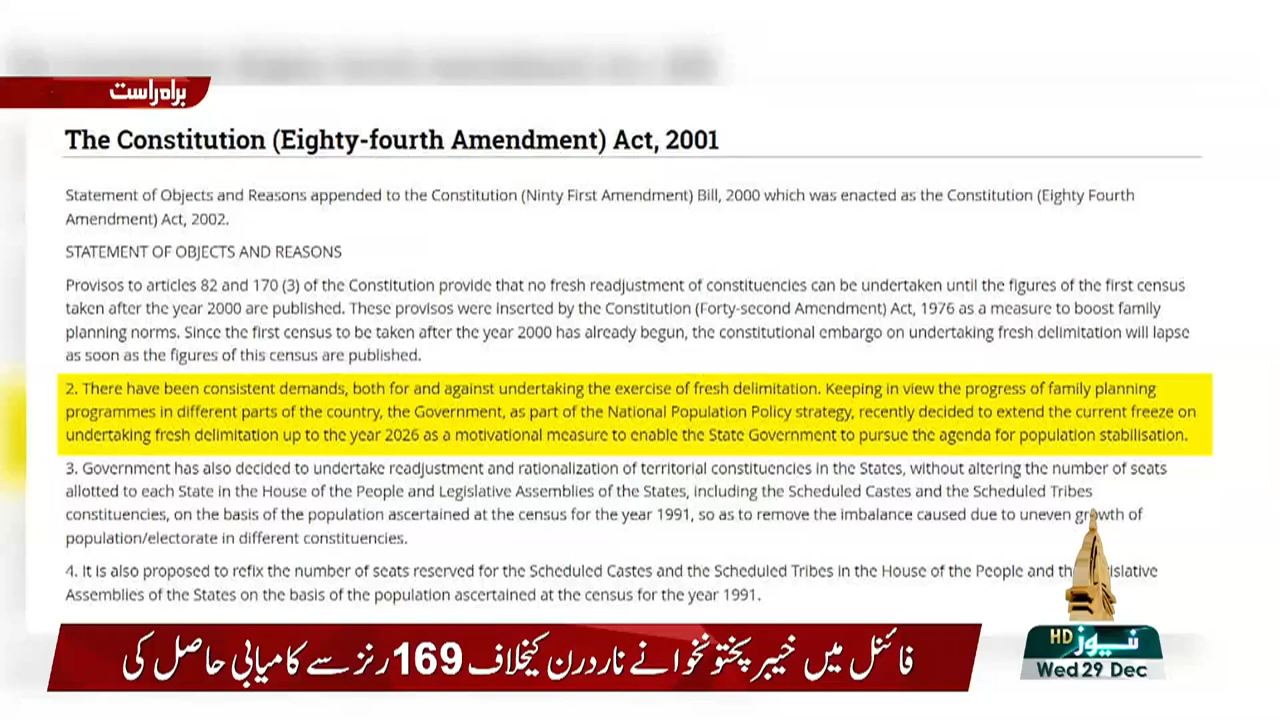 براہ راست
The Constitution (Eighty-fourth Amendment) Act, 2001
Statement of Objects and Reasons appended to the Constitution (Ninty First Amendment) Bill, 2000 which was enacted as the Constitution (Eighty Fourth
Amendment) Act, 2002.
STATEMENT OF OBJECTS AND REASONS
Provisos to articles 82 and 170 (3) of the Constitution provide that no fresh readjustment of constituencies can be undertaken until the figures of the first census
taken after the year 2000 are published. These provisos were inserted by the Constitution (Forty-second Amendment) Act, 1976 as a measure to boost family
planning norms. Since the first census to be taken after the year 2000 has already begun, the constitutional embargo on undertaking fresh delimitation will lapse
as soon as the figures of this census are published.
2. There have been consistent demands, both for and against undertaking the exercise of fresh delimitation. Keeping in view the progress of family planning
programmes in different parts of the country, the Government, as part of the National Population Policy strategy, recently decided to extend the current freeze on
undertaking fresh delimitation up to the year 2026 as a motivational measure to enable the State Government to pursue the agenda for population stabilisation.
3. Government has also decided to undertake readjustment and rationalization of territorial constituencies in the States, without altering the number of seats
allotted to each State in the House of the People and Legislative Assemblies of the States, including the Scheduled Castes and the Scheduled Tribes
constituencies, on the basis of the population ascertained at the census for the year 1991, so as to remove the imbalance caused due to uneven growth of
population/electorate in different constituencies.
4. It is also proposed to refix the number of seats reserved for the Scheduled Castes and the Scheduled Tribes in the House of the People and the
Assemblies of the States on the basis of the population ascertained at the census for the year 1991.
فائنل میں خیبر پختونخوا نے ناردرن کیخلاف 169 رنز سے کامیابی حاصل کی
HD نیوز
Wed 29 Dec